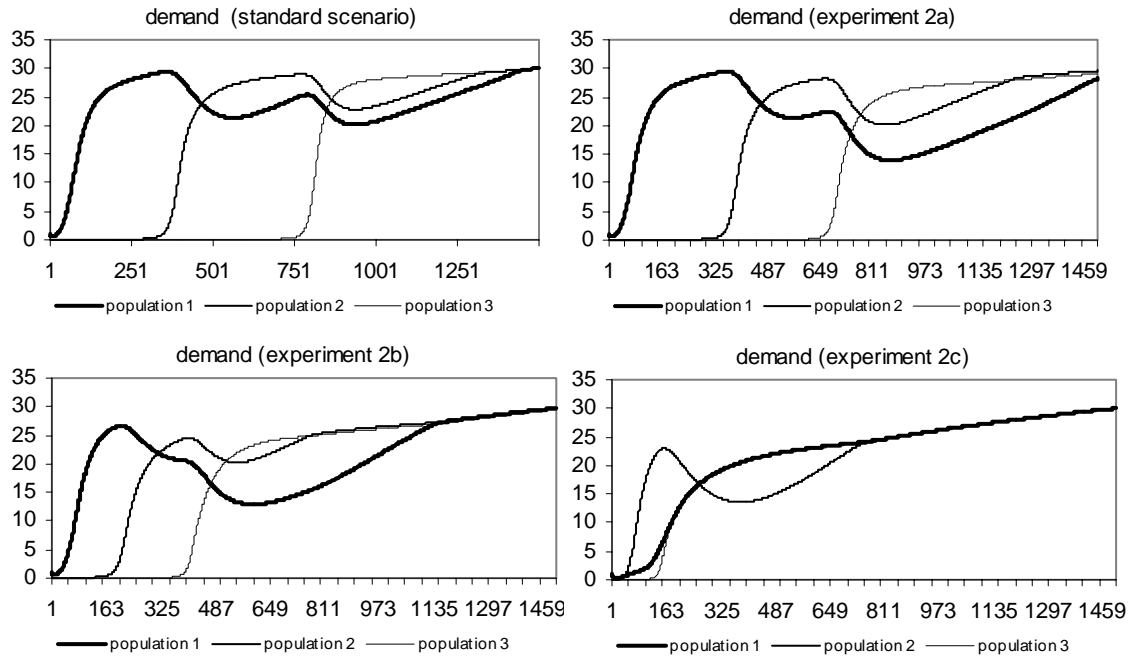 demand (standard scenario)
35
30
25
20
15
10
5
0
1 251 501 751 1001 1251
population 1 population 2 population 3
demand (experiment 2a)
35
30
25
20
15
10
5
0
1 163 325 487 649 811 973 1135 1297 1459
population 1 population 2 population 3
demand (experiment 2b)
35
30
25
20
15
10
5
0
1 163 325 487 649 811 973 1135 1297 1459
population 1 population 2 population 3
demand (experiment 2c)
35
30
25
20
15
10
5
0
1 163 325 487 649 811 973 1135 1297 1459
population 1 population 2 population 3